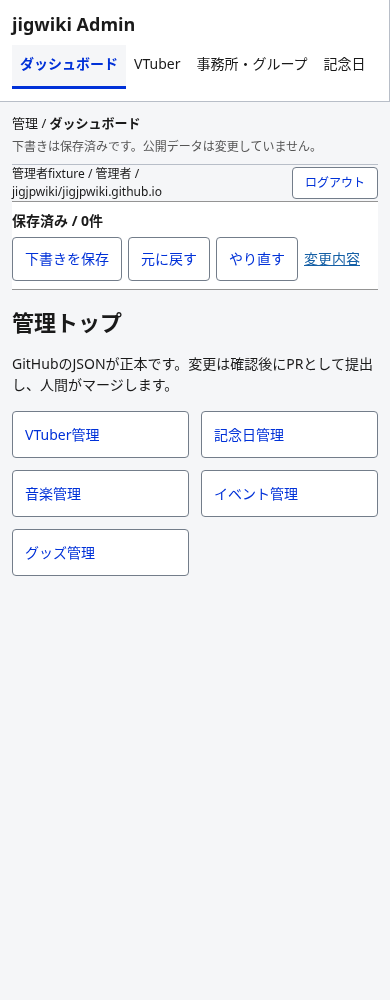 jigwiki Admin
ダッシュボード VTuber 事務所・グループ 記念日
管理 / ダッシュボード
下書きは保存済みです。公開データは変更していません。
管理者fixture / 管理者 /
jigjpwiki/jigjpwiki.github.io
ログアウト
保存済み / 0件
下書きを保存 元に戻す やり直す 変更内容
管理トップ
GitHubのJSONが正本です。変更は確認後にPRとして提出
し、人間がマージします。
VTuber管理 記念日管理
音楽管理 イベント管理
グッズ管理